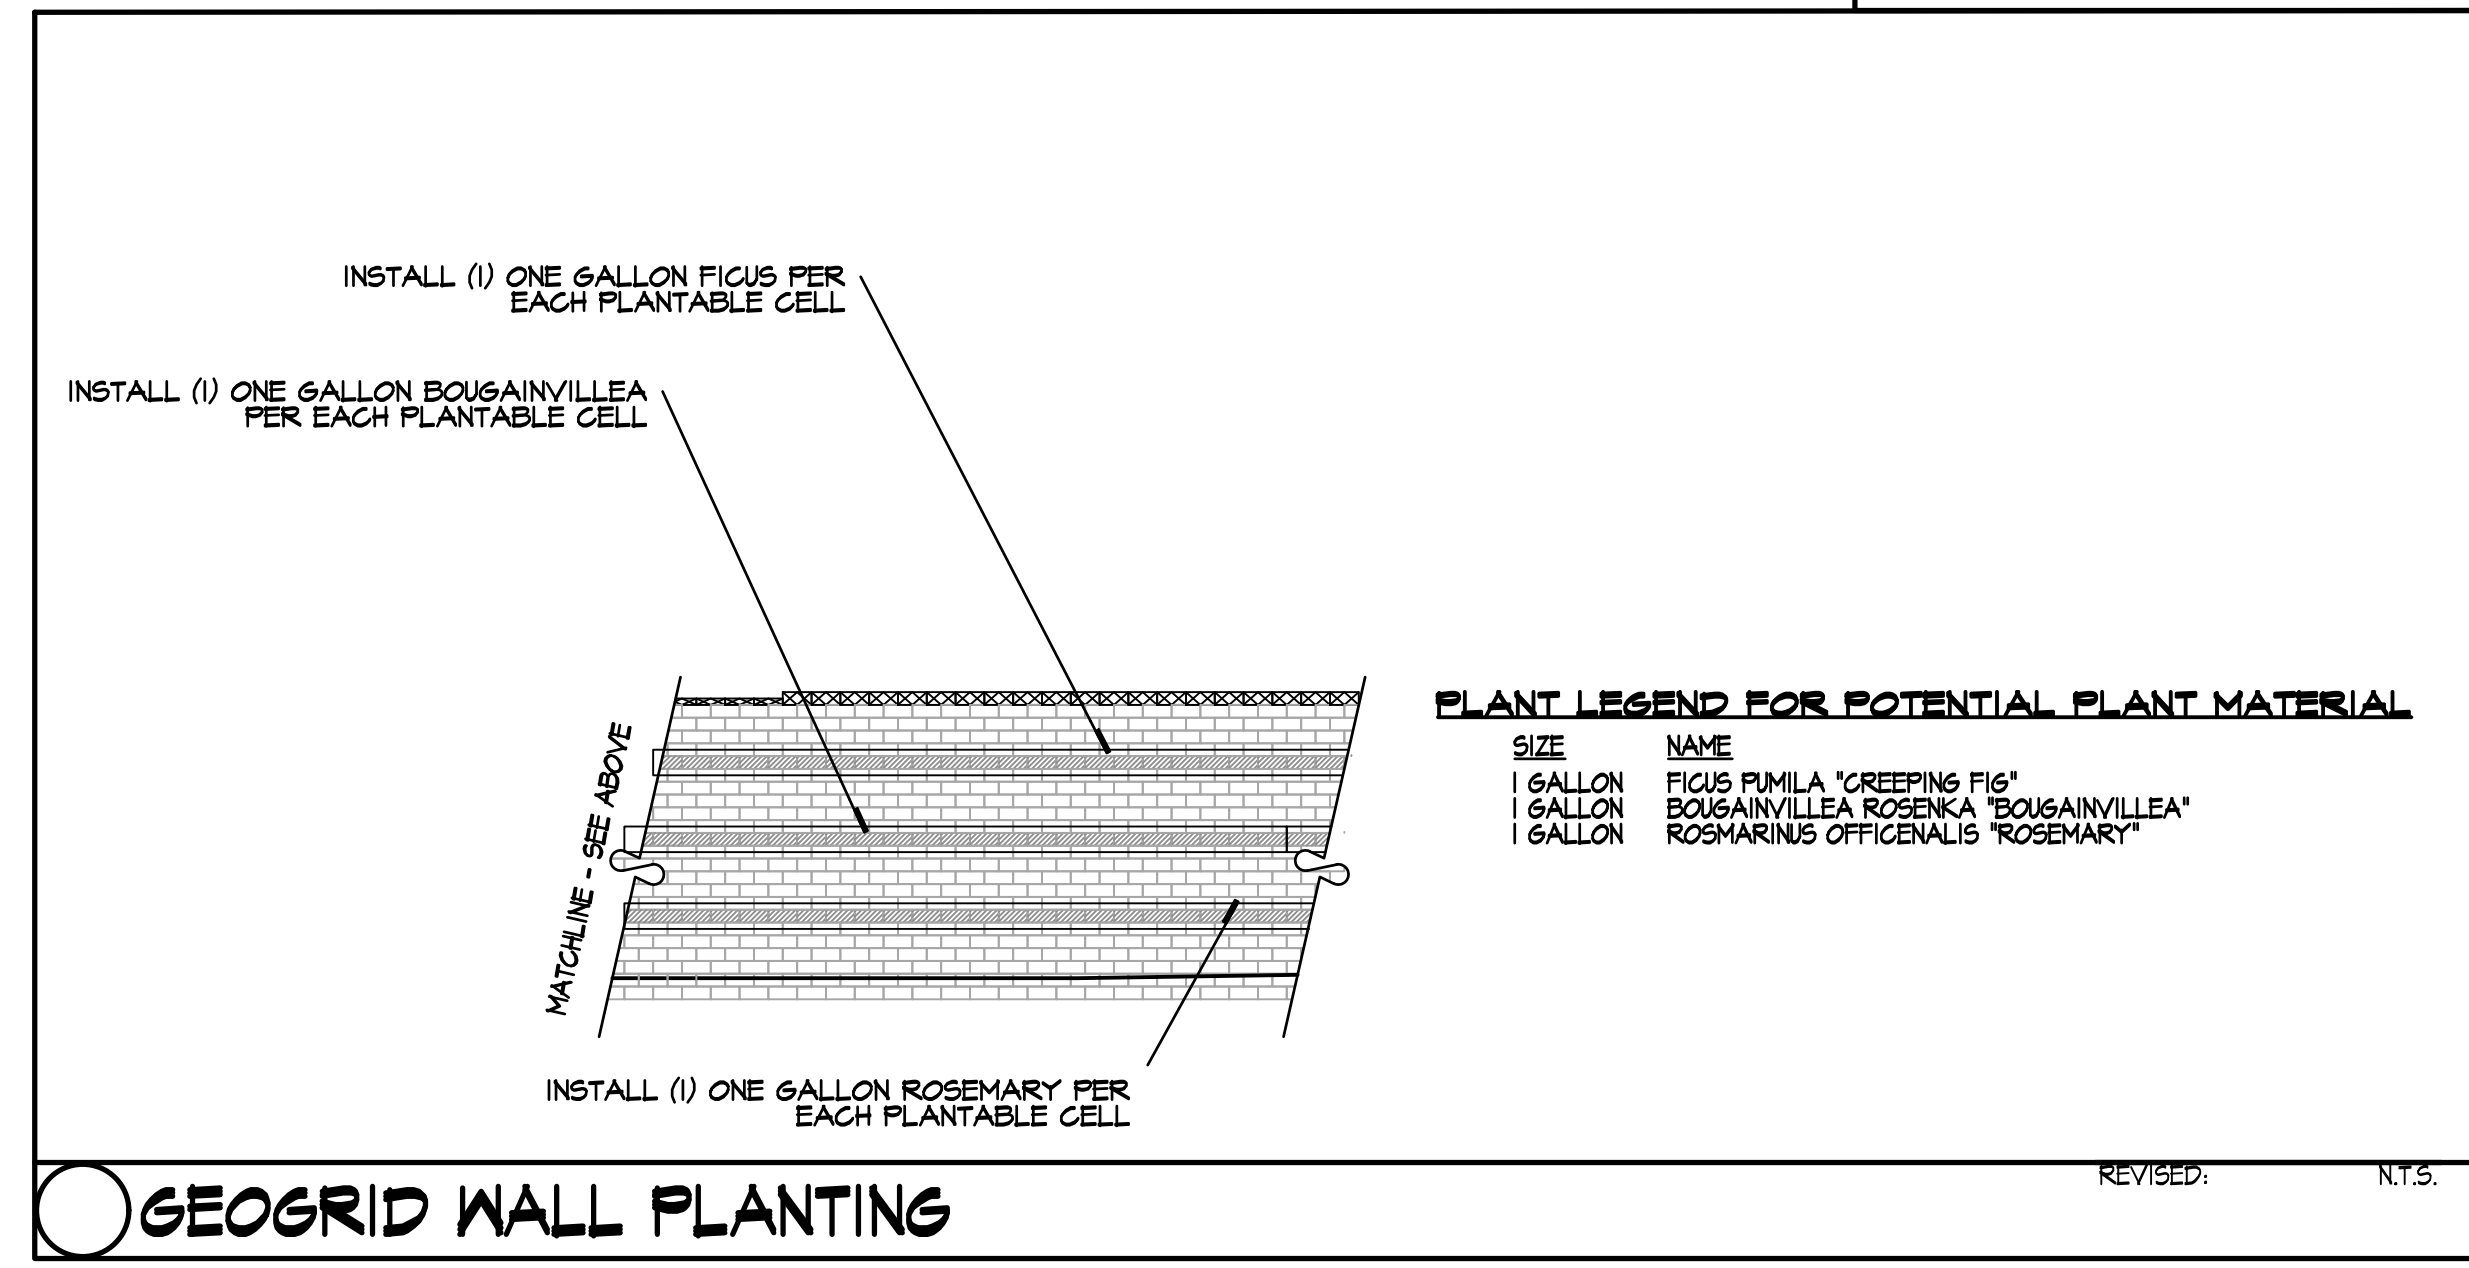 INSTALL (1) ONE GALLON FICUS PER
EACH PLANTABLE CELL
INSTALL (1) ONE GALLON BOUGAINVILLEA
PER EACH PLANTABLE CELL
MATCHLINE - SEE ABOVE
PLANT LEGEND FOR POTENTIAL PLANT MATERIAL
SIZE NAME
1 GALLON FICUS PUMILA "CREEPING FIG"
1 GALLON BOUGAINVILLEA ROSENKA "BOUGAINVILLEA"
1 GALLON ROSMARINUS OFFICENALIS "ROSEMARY"
INSTALL (1) ONE GALLON ROSEMARY PER
EACH PLANTABLE CELL
REVISED: N.T.S.
GEOGRID WALL PLANTING